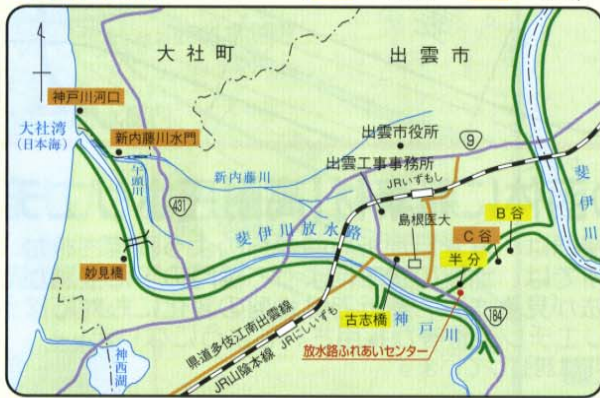 大社町
出雲市
神戸川河口
大社湾
(日本海)
新内藤川水門
午頭川
新内藤川
出雲市役所
9
出雲工事事務所
JRいずもし
431
斐伊川放水路
島根医大
B谷
C谷
半分
斐伊川
妙見橋
古志橋
神戸川
184
県道多伎江南出雲線
JRにしいずも
JR山陰本線
放水路ふれあいセンター
神西湖